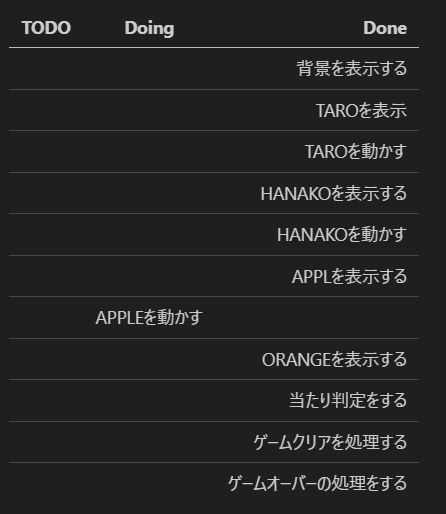 TODO Doing Done
背景を表示する
TAROを表示
TAROを動かす
HANAKOを表示する
HANAKOを動かす
APPLを表示する
APPLEを動かす
ORANGEを表示する
当たり判定をする
ゲームクリアを処理する
ゲームオーバーの処理をする